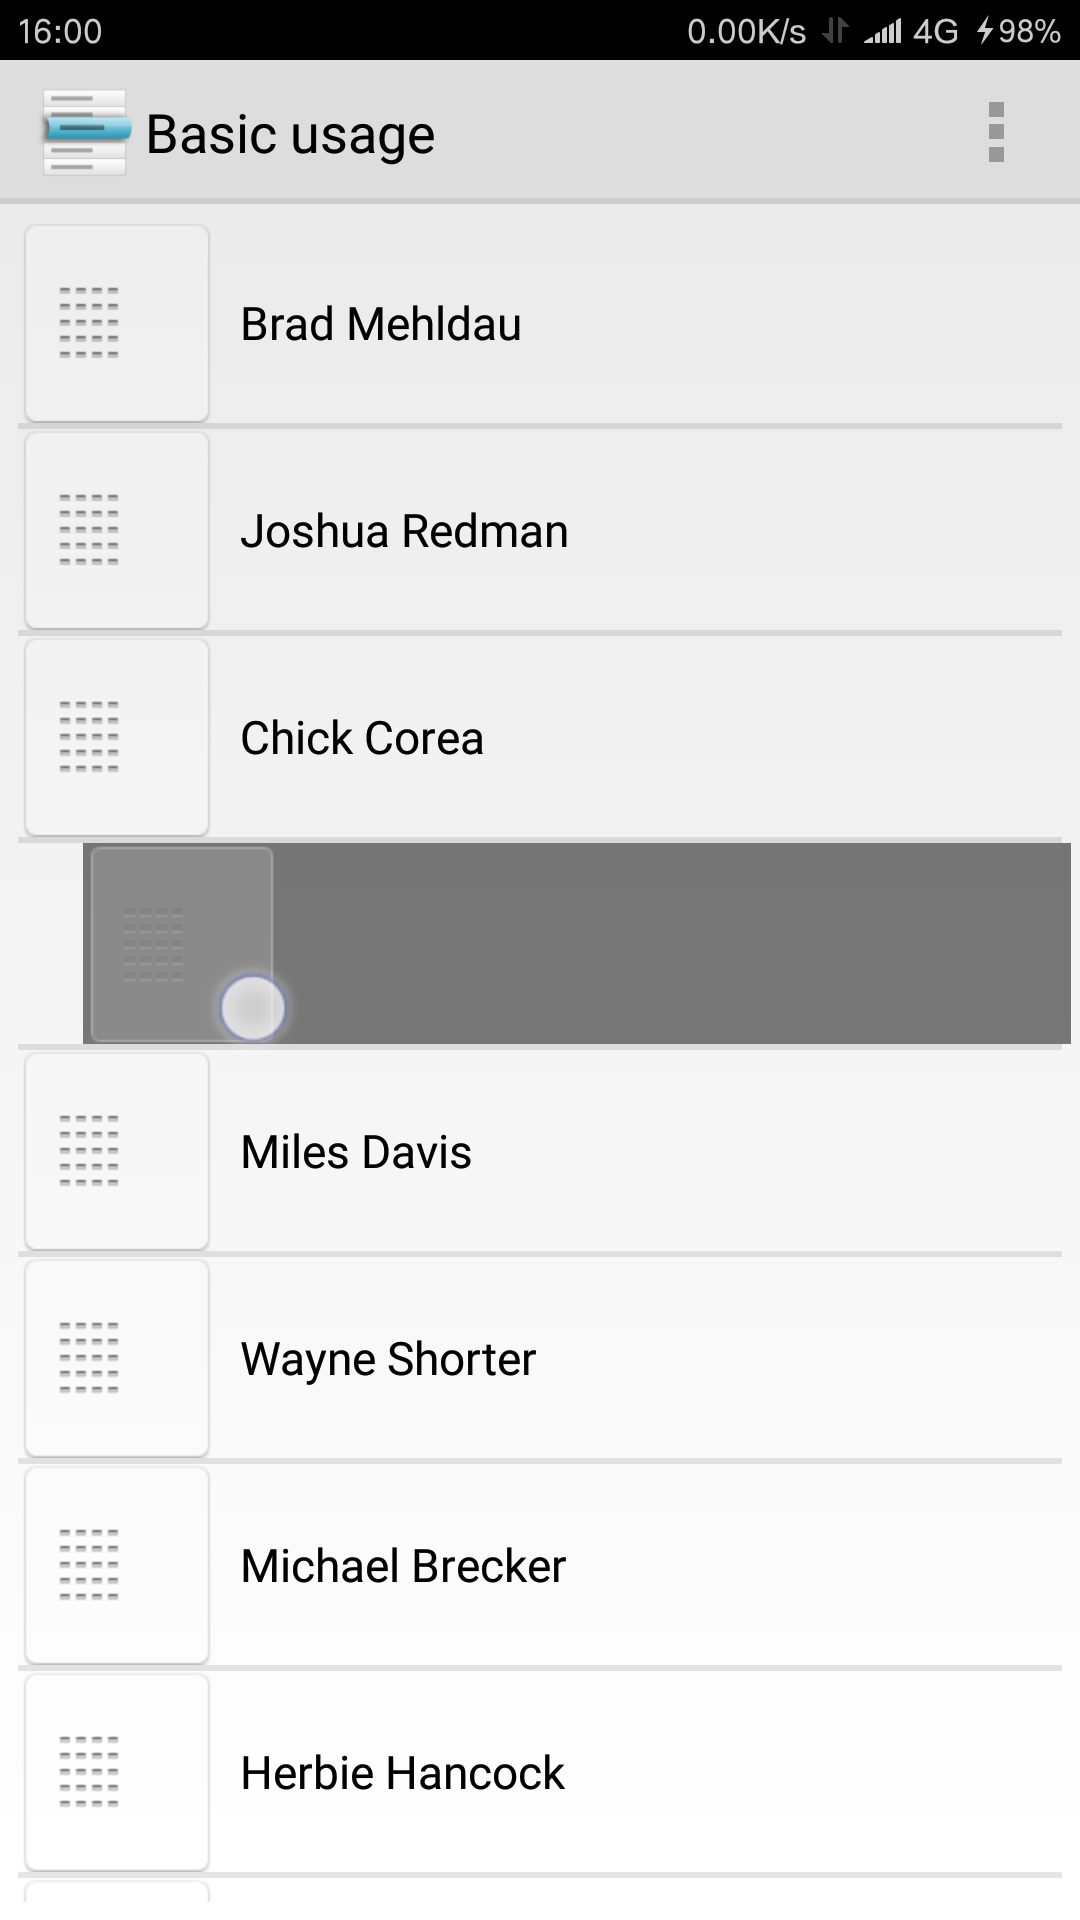 16:00 0.00K/s 4G 98%
Basic usage
Brad Mehldau
Joshua Redman
Chick Corea
Miles Davis
Wayne Shorter
Michael Brecker
Herbie Hancock